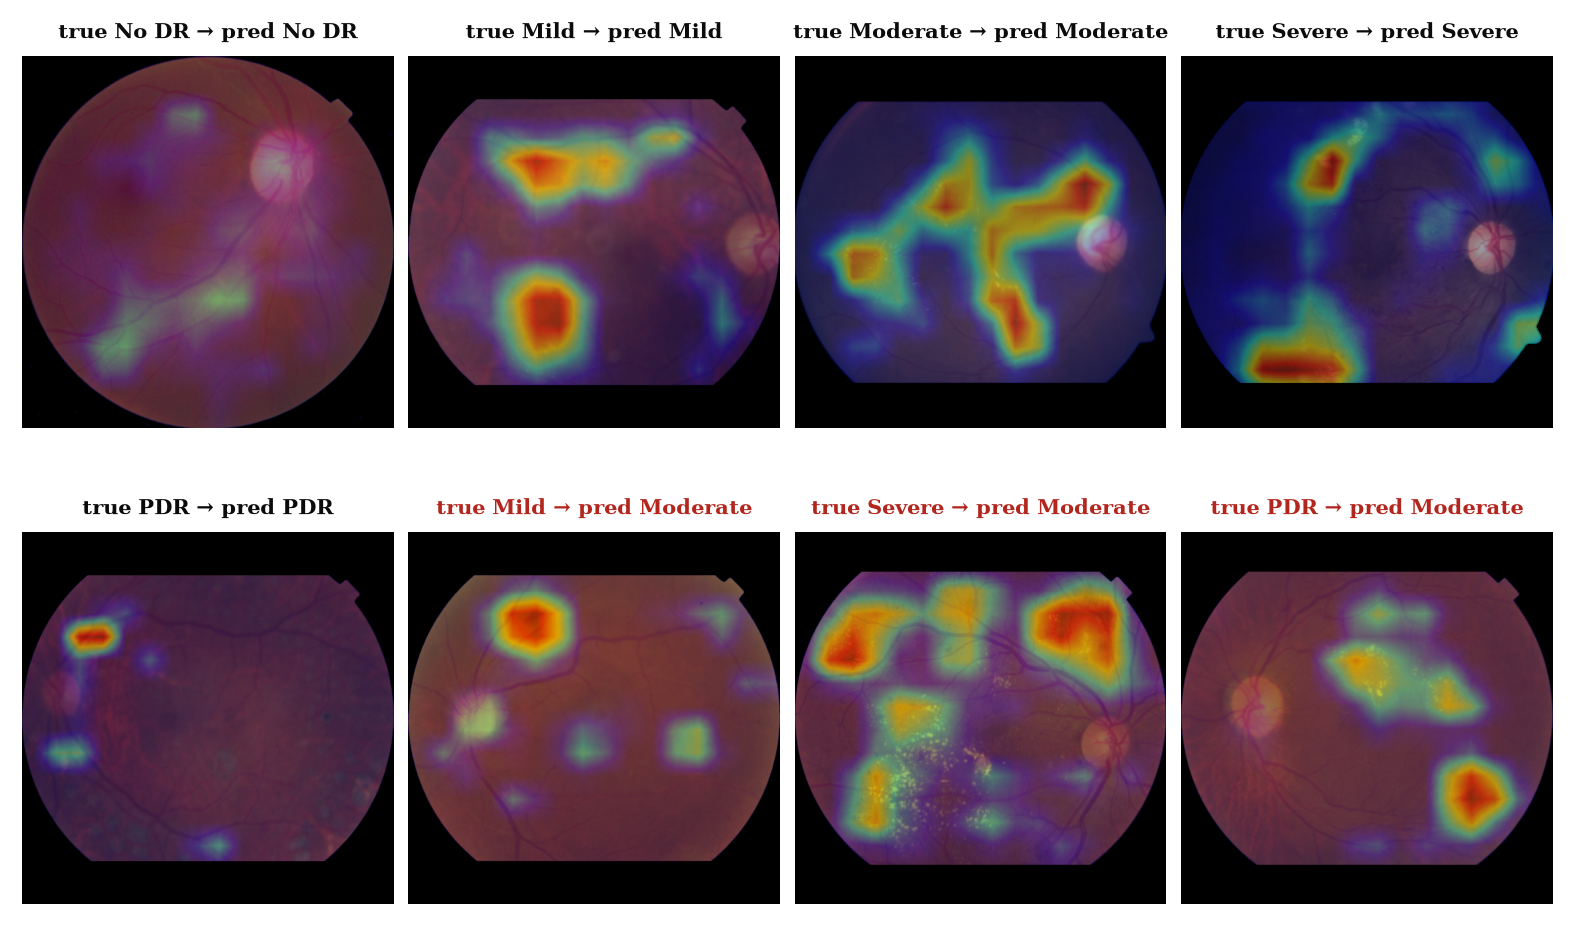 true No DR → pred No DR
true Mild → pred Mild
true Moderate → pred Moderate
true Severe → pred Severe
true PDR → pred PDR
true Mild → pred Moderate
true Severe → pred Moderate
true PDR → pred Moderate